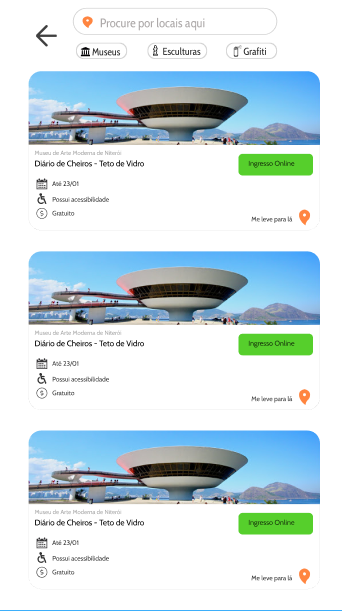 Procure por locais aqui
Museus
Esculturas
Grafiti
Museu de Arte Moderna de Niterói
Diário de Cheiros - Teto de Vidro
Ingresso Online
Até 23/01
Possui acessibilidade
Gratuito
Me leve para lá
Museu de Arte Moderna de Niterói
Diário de Cheiros - Teto de Vidro
Ingresso Online
Até 23/01
Possui acessibilidade
Gratuito
Me leve para lá
Museu de Arte Moderna de Niterói
Diário de Cheiros - Teto de Vidro
Ingresso Online
Até 23/01
Possui acessibilidade
Gratuito
Me leve para lá